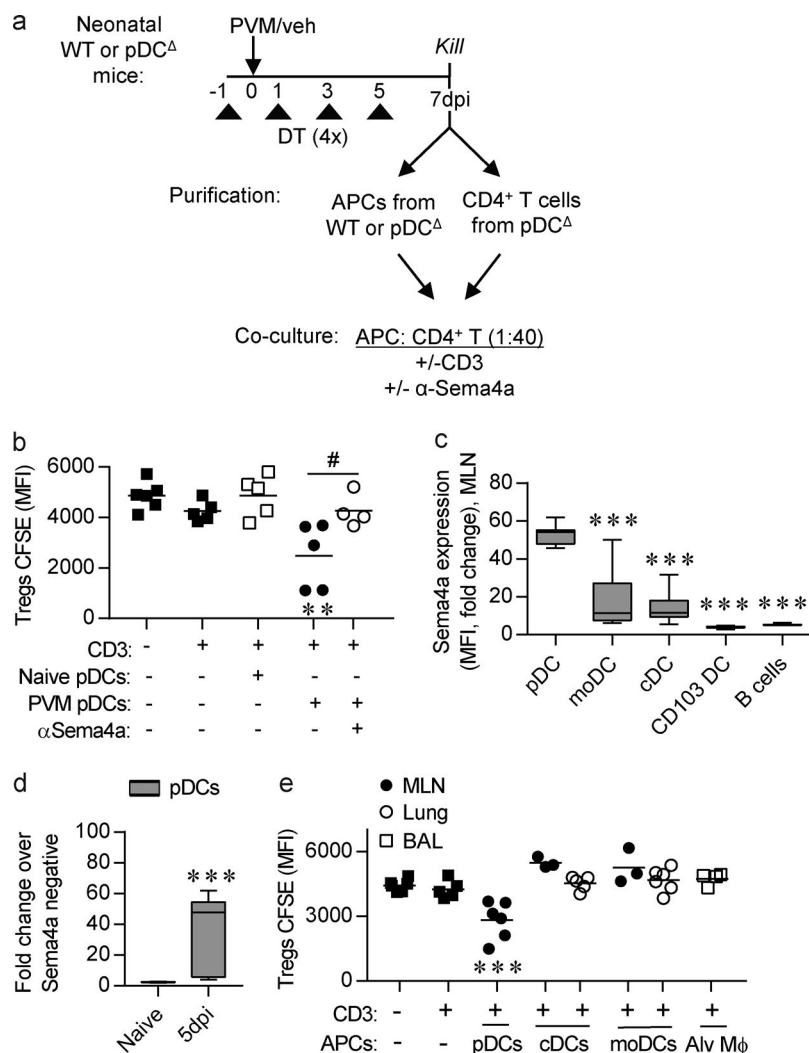 a
Neonatal
WT or pDCΔ
mice:
PVM/veh
Kill
-1 0 1 3 5 7dpi
DT (4x)
Purification:
APCs from
WT or pDCΔ
CD4+ T cells
from pDCΔ
Co-culture:
APC: CD4+ T (1:40)
+/-CD3
+/- α-Sema4a
b
Tregs CFSE (MFI)
6000
4000
2000
0
#
**
CD3: - + + + +
Naive pDCs: - - + - -
PVM pDCs: - - - + +
αSema4a: - - - - +
c
Sema4a expression
(MFI, fold change), MLN
80
60
40
20
0
*** *** *** ***
pDC
moDC
cDC
CD103 DC
B cells
d
pDCs
Fold change over
Sema4a negative
100
80
60
40
20
0
***
Naive
5dpi
e
MLN
Lung
BAL
Tregs CFSE (MFI)
6000
3000
0
***
CD3: - + + + + + + +
APCs: - - pDCs cDCs moDCs Alv Mϕ